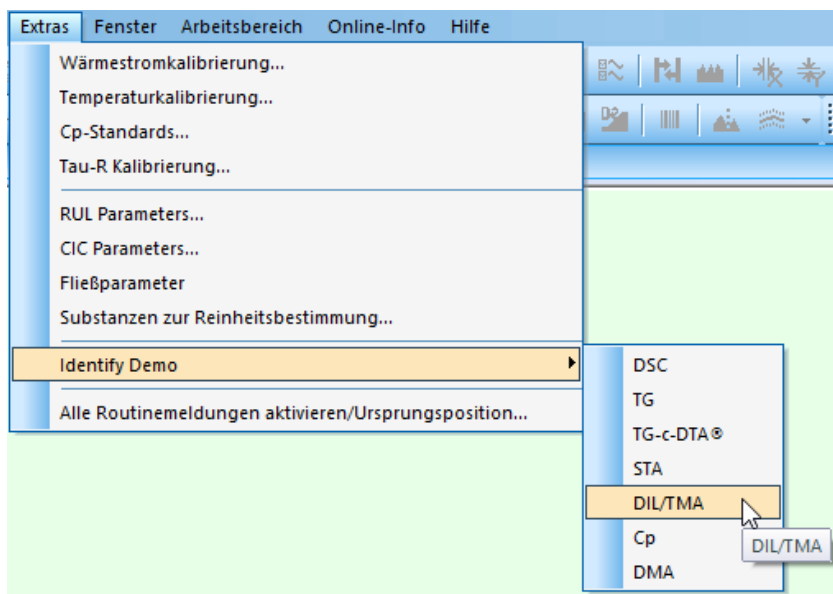 Extras Fenster Arbeitsbereich Online-Info Hilfe
Wärmestromkalibrierung...
Temperaturkalibrierung...
Cp-Standards...
Tau-R Kalibrierung...
RUL Parameters...
CIC Parameters...
Fließparameter
Substanzen zur Reinheitsbestimmung...
Identify Demo
Alle Routinemeldungen aktivieren/Ursprungsposition...
DSC
TG
TG-c-DTA®
STA
DIL/TMA
Cp
DIL/TMA
DMA